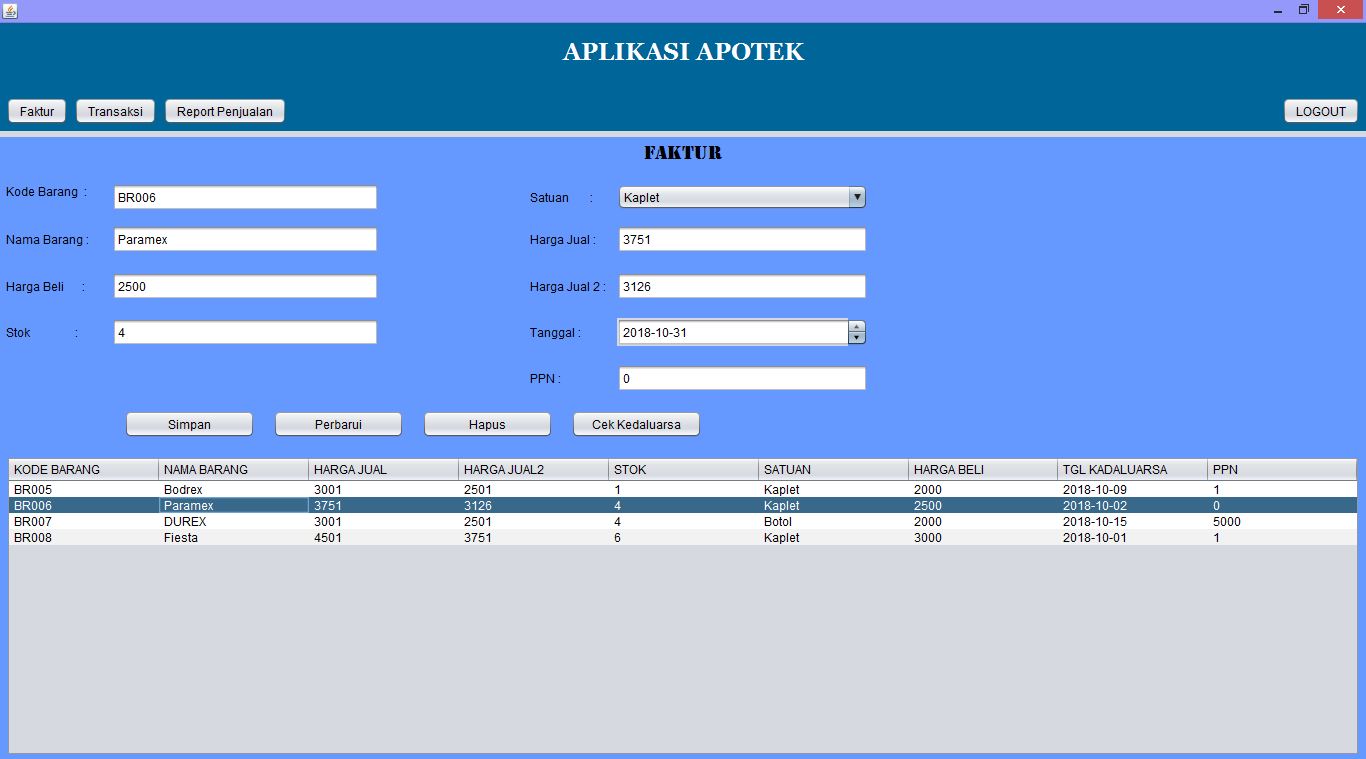 APLIKASI APOTEK
Faktur Transaksi Report Penjualan LOGOUT
FAKTUR
Kode Barang : BR006 Satuan : Kaplet
Nama Barang : Paramex Harga Jual : 3751
Harga Beli : 2500 Harga Jual 2 : 3126
Stok : 4 Tanggal : 2018-10-31
PPN : 0
Simpan Perbarui Hapus Cek Kedaluarsa
KODE BARANG NAMA BARANG HARGA JUAL HARGA JUAL2 STOK SATUAN HARGA BELI TGL KADALUARSA PPN
BR005 Bodrex 3001 2501 1 Kaplet 2000 2018-10-09 1
BR006 Paramex 3751 3126 4 Kaplet 2500 2018-10-02 0
BR007 DUREX 3001 2501 4 Botol 2000 2018-10-15 5000
BR008 Fiesta 4501 3751 6 Kaplet 3000 2018-10-01 1